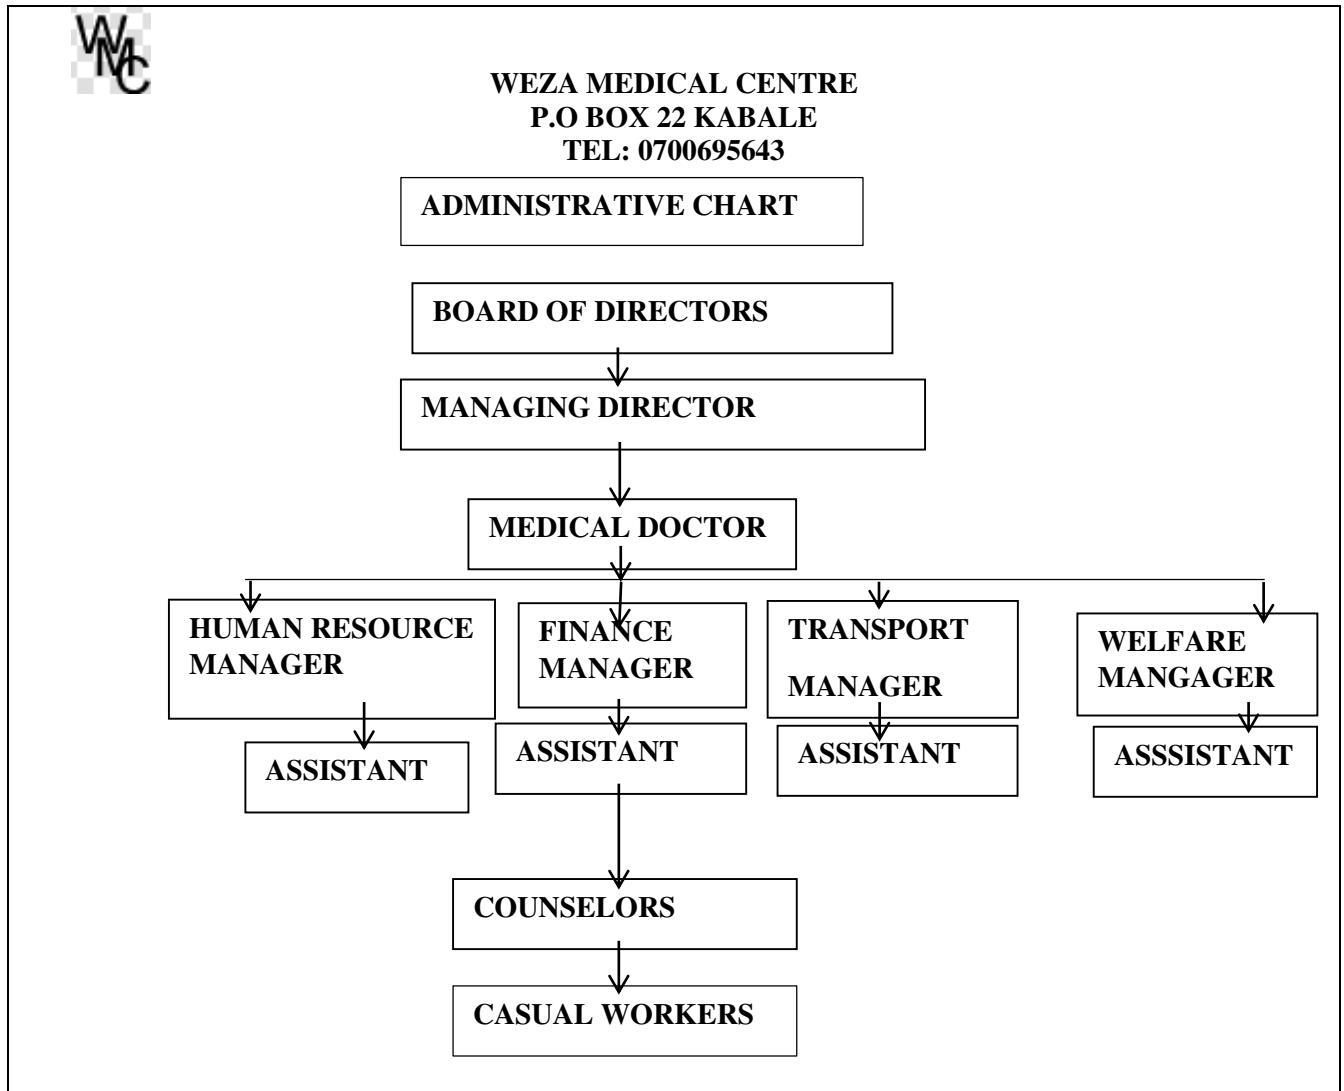 WMC
WEZA MEDICAL CENTRE
P.O BOX 22 KABALE
TEL: 0700695643
ADMINISTRATIVE CHART
BOARD OF DIRECTORS
MANAGING DIRECTOR
MEDICAL DOCTOR
HUMAN RESOURCE
MANAGER
FINANCE
MANAGER
TRANSPORT
MANAGER
WELFARE
MANGAGER
ASSISTANT
ASSISTANT
ASSISTANT
ASSSISTANT
COUNSELORS
CASUAL WORKERS